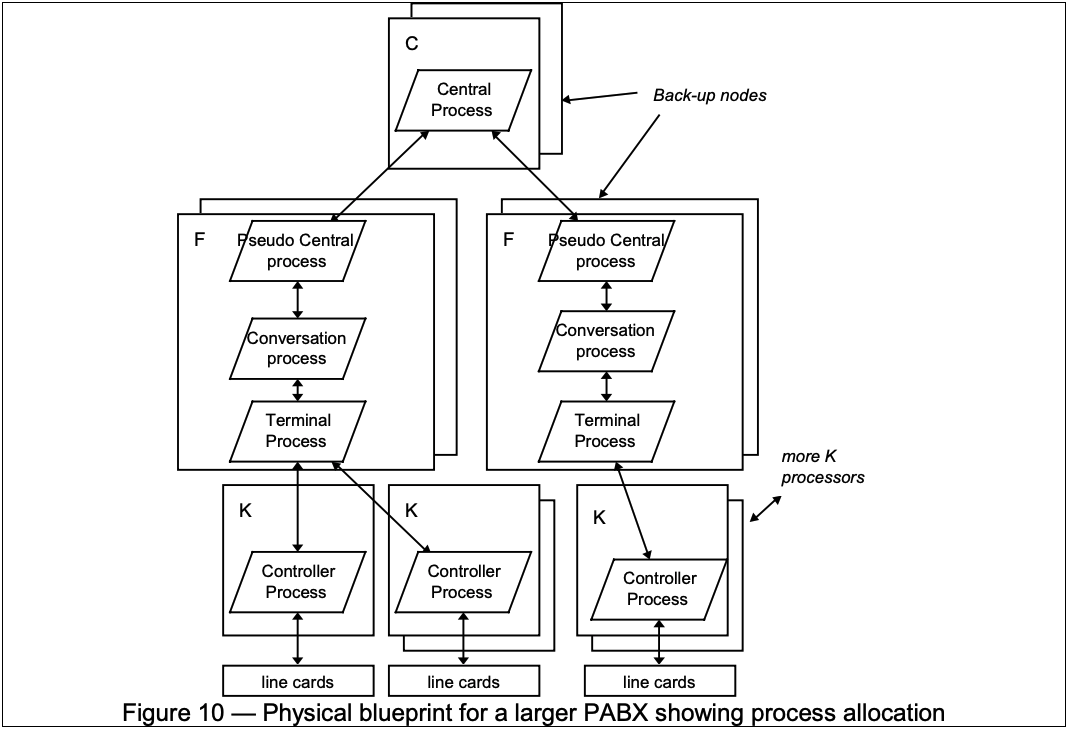 C
Central
Process
Back-up nodes
F
Pseudo Central
process
Conversation
process
Terminal
Process
F
Pseudo Central
process
Conversation
process
Terminal
Process
more K
processors
K
Controller
Process
K
Controller
Process
K
Controller
Process
line cards
line cards
line cards
Figure 10 — Physical blueprint for a larger PABX showing process allocation